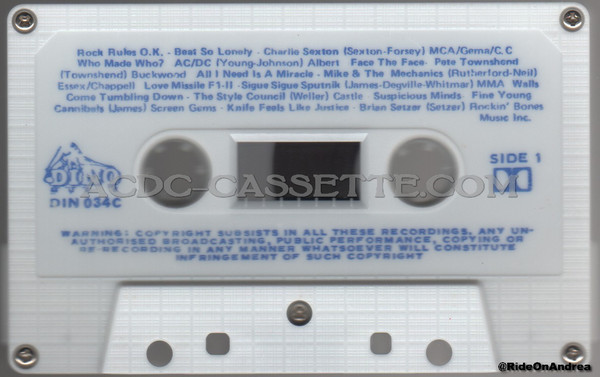 Rock Rules O.K. - Beat So Lonely - Charlie Sexton (Sexton-Forsey) MCA/Gema/C.C
Who Made Who? AC/DC (Young-Johnson) Albert Face The Face- Pete Townshend
(Townshend) Buckwood All I Need Is A Miracle - Mike & The Mechanics (Rutherford-Neil)
Essex/Chappell Love Missile F1-II -Sigue Sigue Sputnik (James-Degville-Whitmar) MMA Walls
Come Tumbling Down - The Style Council (Weller) Castle Suspicious Minds - Fine Young
Cannibals (James) Screen Gems - Knife Feels Like Justice - Brian Setzer (Setzer) Rockin' Bones
Music Inc.
DINO
DIN 034C
SIDE 1
ACDC-CASSETTE.COM
WARNING: COPYRIGHT SUBSISTS IN ALL THESE RECORDINGS, ANY UN-
AUTHORISED BROADCASTING, PUBLIC PERFORMANCE, COPYING OR
RE-RECORDING IN ANY MANNER WHATSOEVER WILL CONSTITUTE
INFRINGEMENT OF SUCH COPYRIGHT
@RideOnAndrea